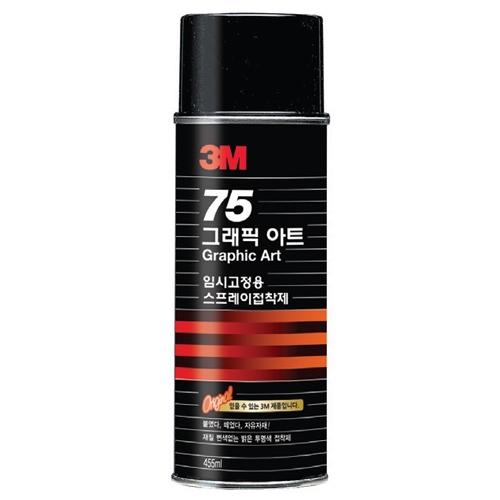 3M
75
그래픽 아트
Graphic Art
임시고정용
스프레이접착제
Original 믿을 수 있는 3M 제품입니다.
붙였다, 떼었다, 자유자재!
재질 변색없는 밝은 투명색 접착제
455ml